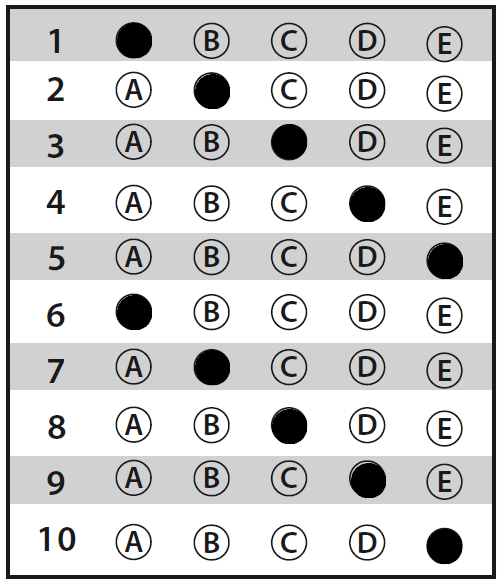 1 B C D E
2 A C D E
3 A B D E
4 A B C E
5 A B C D
6 B C D E
7 A C D E
8 A B D E
9 A B C E
10 A B C D